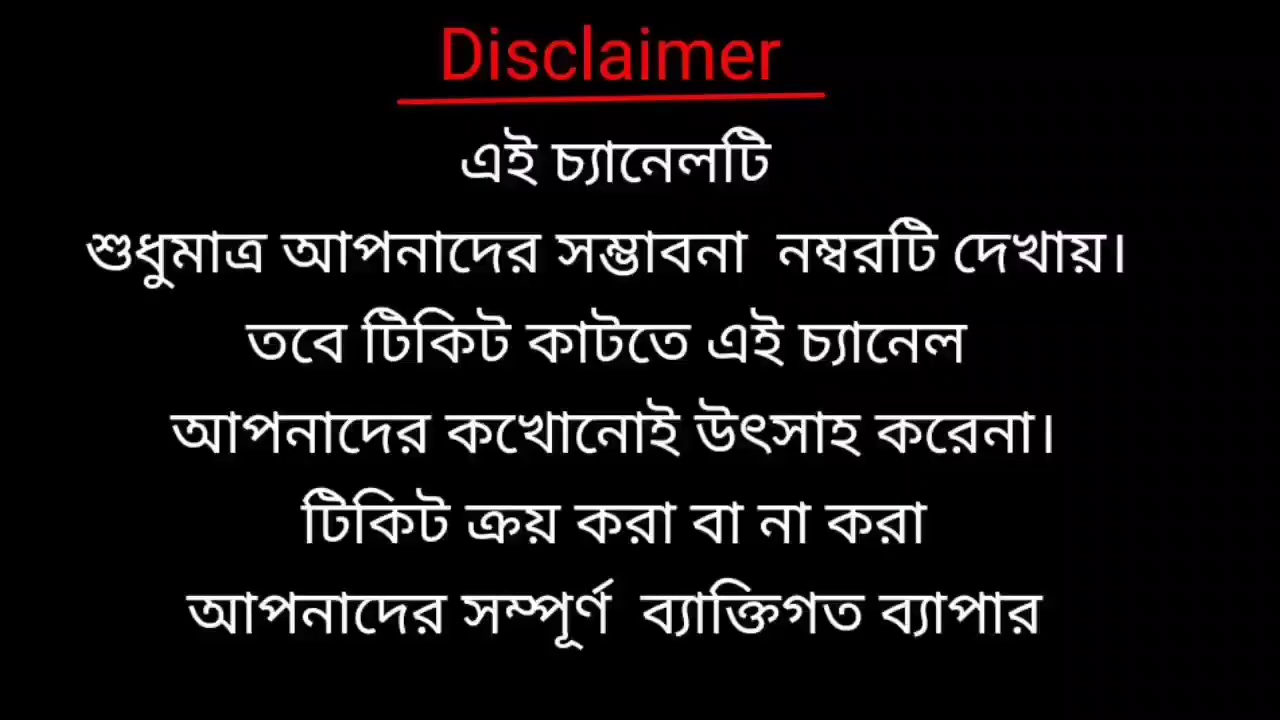 Disclaimer
এই চ্যানেলটি
শুধুমাত্র আপনাদের সম্ভাবনা নম্বরটি দেখায়।
তবে টিকিট কাটতে এই চ্যানেল
আপনাদের কখোনোই উৎসাহ করেনা।
টিকিট ক্রয় করা বা না করা
আপনাদের সম্পূর্ণ ব্যাক্তিগত ব্যাপার